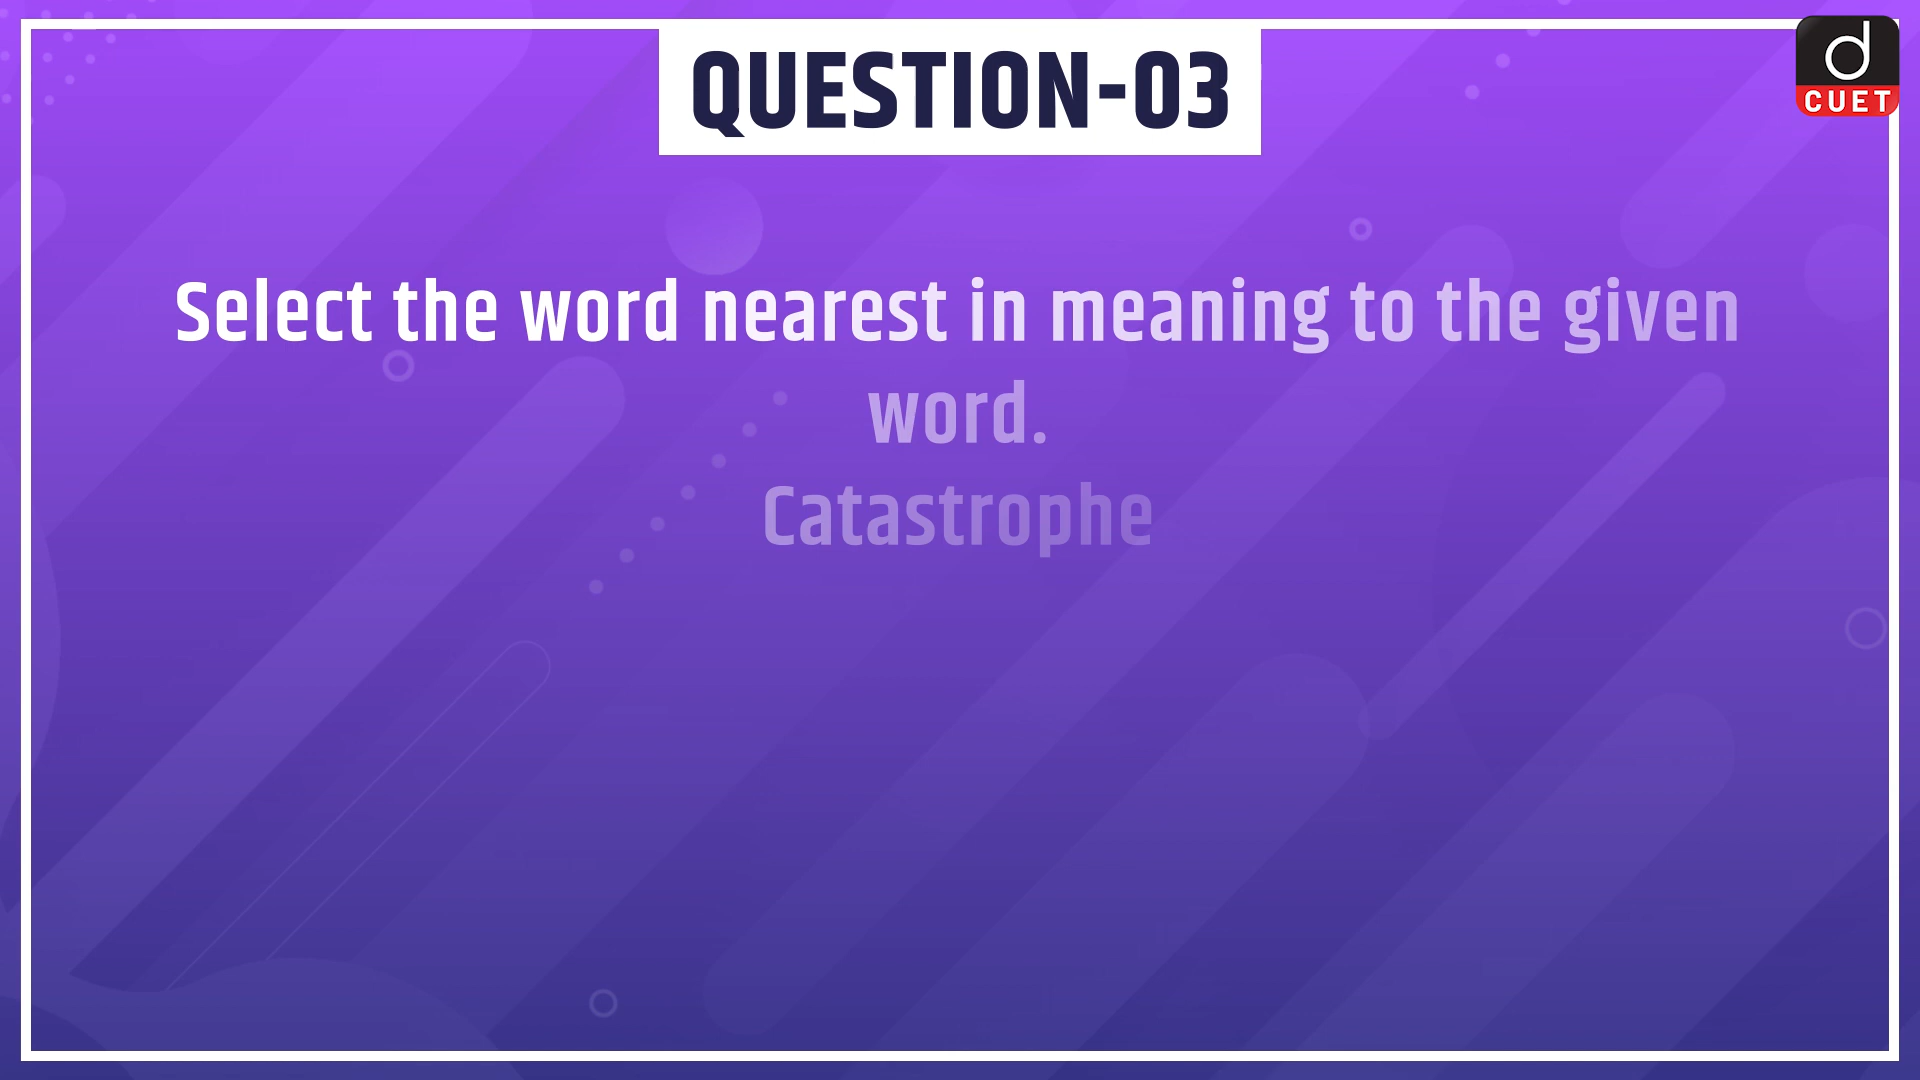 QUESTION-03
d
CUET
Select the word nearest in meaning to the given
word.
Catastrophe